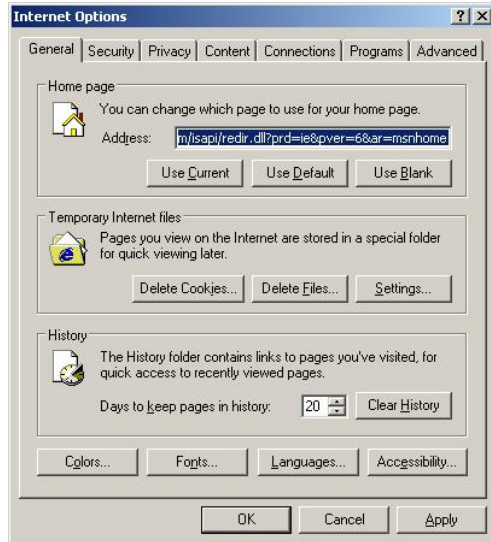 Internet Options
General Security Privacy Content Connections Programs Advanced
Home page
You can change which page to use for your home page.
Address: m/isapi/redir.dll?prd=ie&pver=6&ar=msnhome
Use Current Use Default Use Blank
Temporary Internet files
Pages you view on the Internet are stored in a special folder
for quick viewing later.
Delete Cookies... Delete Files... Settings...
History
The History folder contains links to pages you've visited, for
quick access to recently viewed pages.
Days to keep pages in history: 20 Clear History
Colors... Fonts... Languages... Accessibility...
OK Cancel Apply